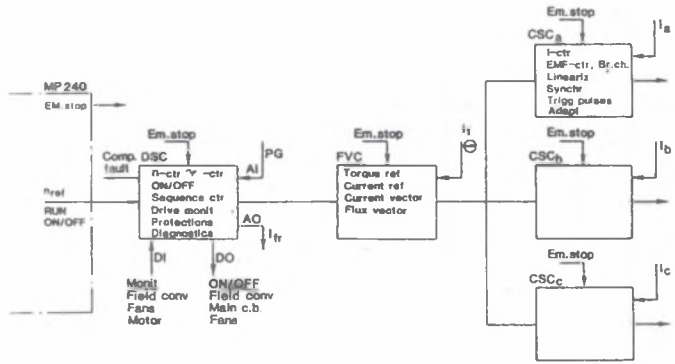 Em.stop
CSCa
Ia
I-ctr
EMF-ctr, Br.ch.
Lineariz
Synchr
Trigg pulses
Adapt
MP 240
EM.stop
Em.stop
Comp.
fault
DSC
AI
PG
n-ctr
-ctr
ON/OFF
Sequence ctr
Drive monit
Protections
Diagnostics
nref
RUN
ON/OFF
AO
Ifr
DI
DO
Monit
Field conv
Fans
Motor
ON/OFF
Field conv
Main c.b.
Fans
Em.stop
FVC
Torque ref
Current ref
Current vector
Flux vector
Em.stop
CSCb
Ib
Em.stop
CSCc
Ic